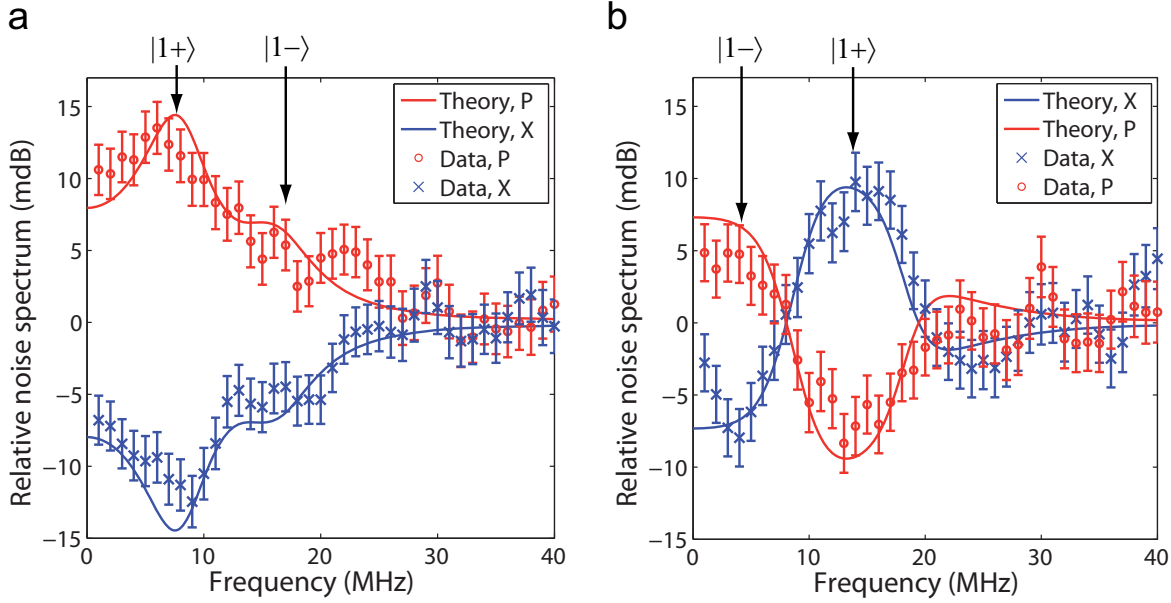 a
|1+⟩
|1−⟩
15
10
5
0
−5
−10
−15
0
10
20
30
40
Relative noise spectrum (mdB)
Frequency (MHz)
Theory, P
Theory, X
Data, P
Data, X
b
|1−⟩
|1+⟩
15
10
5
0
−5
−10
−15
0
10
20
30
40
Relative noise spectrum (mdB)
Frequency (MHz)
Theory, X
Theory, P
Data, X
Data, P